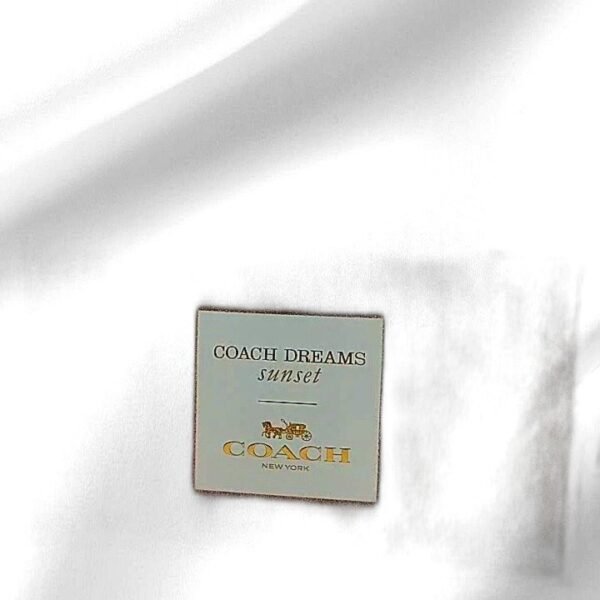 COACH DREAMS
sunset
COACH
NEW YORK